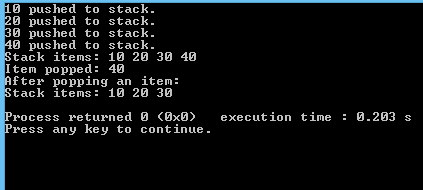 10 pushed to stack.
20 pushed to stack.
30 pushed to stack.
40 pushed to stack.
Stack items: 10 20 30 40
Item popped: 40
After popping an item:
Stack items: 10 20 30
Process returned 0 (0x0)   execution time : 0.203 s
Press any key to continue.